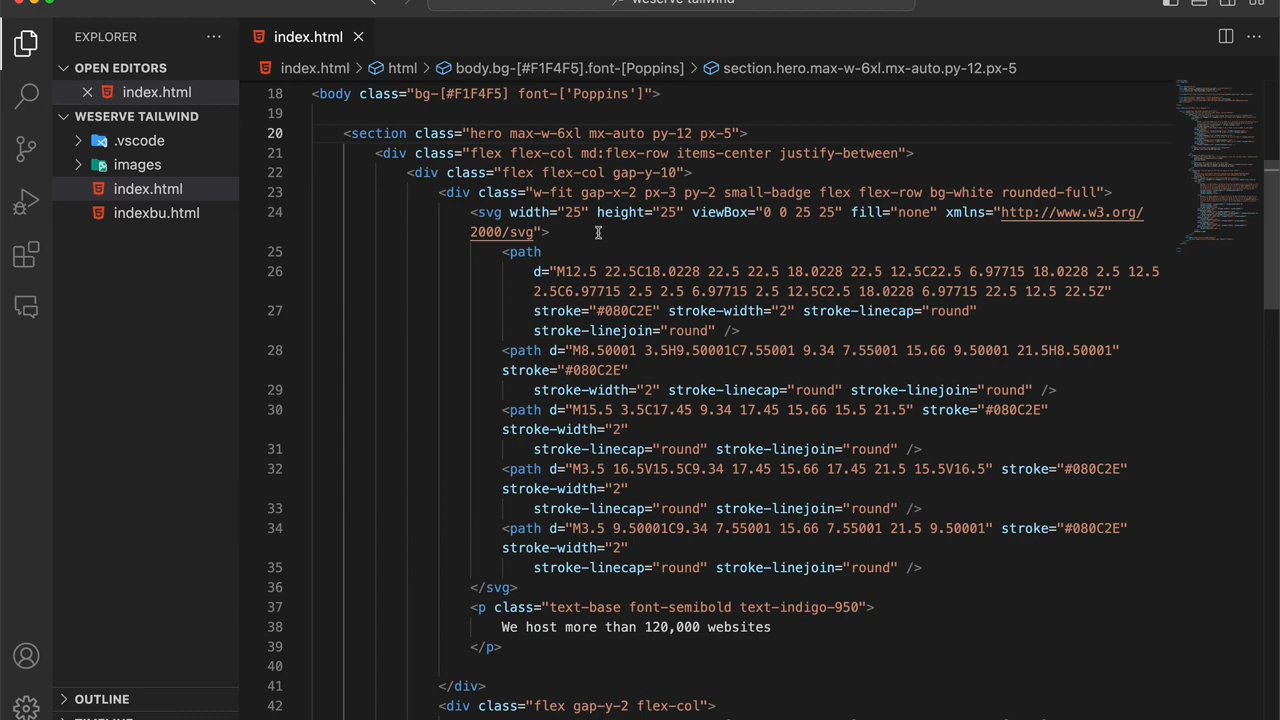 weserve tailwind
EXPLORER
index.html
OPEN EDITORS
index.html > html > body.bg-[#F1F4F5].font-[Poppins] > section.hero.max-w-6xl.mx-auto.py-12.px-5
index.html
WESERVE TAILWIND
.vscode
images
index.html
indexbu.html
OUTLINE
18 <body class="bg-[#F1F4F5] font-['Poppins']">
19
20 <section class="hero max-w-6xl mx-auto py-12 px-5">
21 <div class="flex flex-col md:flex-row items-center justify-between">
22 <div class="flex flex-col gap-y-10">
23 <div class="w-fit gap-x-2 px-3 py-2 small-badge flex flex-row bg-white rounded-full">
24 <svg width="25" height="25" viewBox="0 0 25 25" fill="none" xmlns="http://www.w3.org/
2000/svg">
25 <path
26 d="M12.5 22.5C18.0228 22.5 22.5 18.0228 22.5 12.5C22.5 6.97715 18.0228 2.5 12.5
2.5C6.97715 2.5 2.5 6.97715 2.5 12.5C2.5 18.0228 6.97715 22.5 12.5 22.5Z"
27 stroke="#080C2E" stroke-width="2" stroke-linecap="round"
stroke-linejoin="round" />
28 <path d="M8.50001 3.5H9.50001C7.55001 9.34 7.55001 15.66 9.50001 21.5H8.50001"
stroke="#080C2E"
29 stroke-width="2" stroke-linecap="round" stroke-linejoin="round" />
30 <path d="M15.5 3.5C17.45 9.34 17.45 15.66 15.5 21.5" stroke="#080C2E"
stroke-width="2"
31 stroke-linecap="round" stroke-linejoin="round" />
32 <path d="M3.5 16.5V15.5C9.34 17.45 15.66 17.45 21.5 15.5V16.5" stroke="#080C2E"
stroke-width="2"
33 stroke-linecap="round" stroke-linejoin="round" />
34 <path d="M3.5 9.50001C9.34 7.55001 15.66 7.55001 21.5 9.50001" stroke="#080C2E"
stroke-width="2"
35 stroke-linecap="round" stroke-linejoin="round" />
36 </svg>
37 <p class="text-base font-semibold text-indigo-950">
38 We host more than 120,000 websites
39 </p>
40
41 </div>
42 <div class="flex gap-y-2 flex-col">